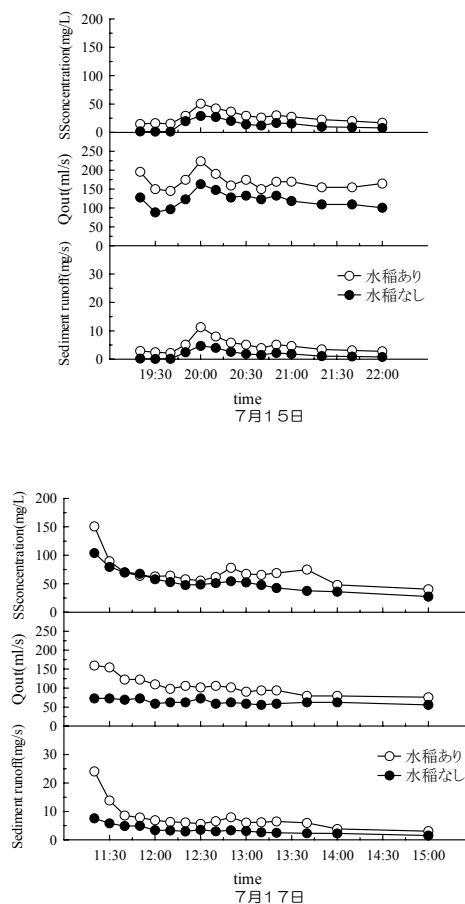 SSconcentration(mg/L)
200
150
100
50
0
Qout(ml/s)
250
200
150
100
50
0
Sediment runoff(mg/s)
30
20
10
0
水稲あり
水稲なし
19:30 20:00 20:30 21:00 21:30 22:00
time
7月15日
SSconcentration(mg/L)
200
150
100
50
0
Qout(ml/s)
250
200
150
100
50
0
Sediment runoff(mg/s)
30
20
10
0
水稲あり
水稲なし
11:30 12:00 12:30 13:00 13:30 14:00 14:30 15:00
time
7月17日